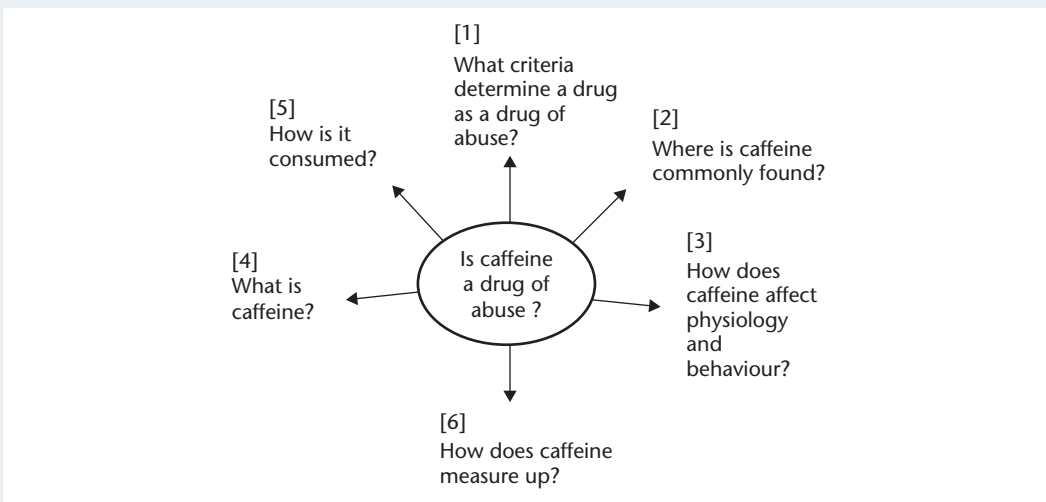 [1]
What criteria
determine a drug
as a drug of
abuse?
[2]
Where is caffeine
commonly found?
[3]
How does
caffeine affect
physiology
and
behaviour?
[6]
How does caffeine
measure up?
[4]
What is
caffeine?
[5]
How is it
consumed?
Is caffeine
a drug of
abuse ?